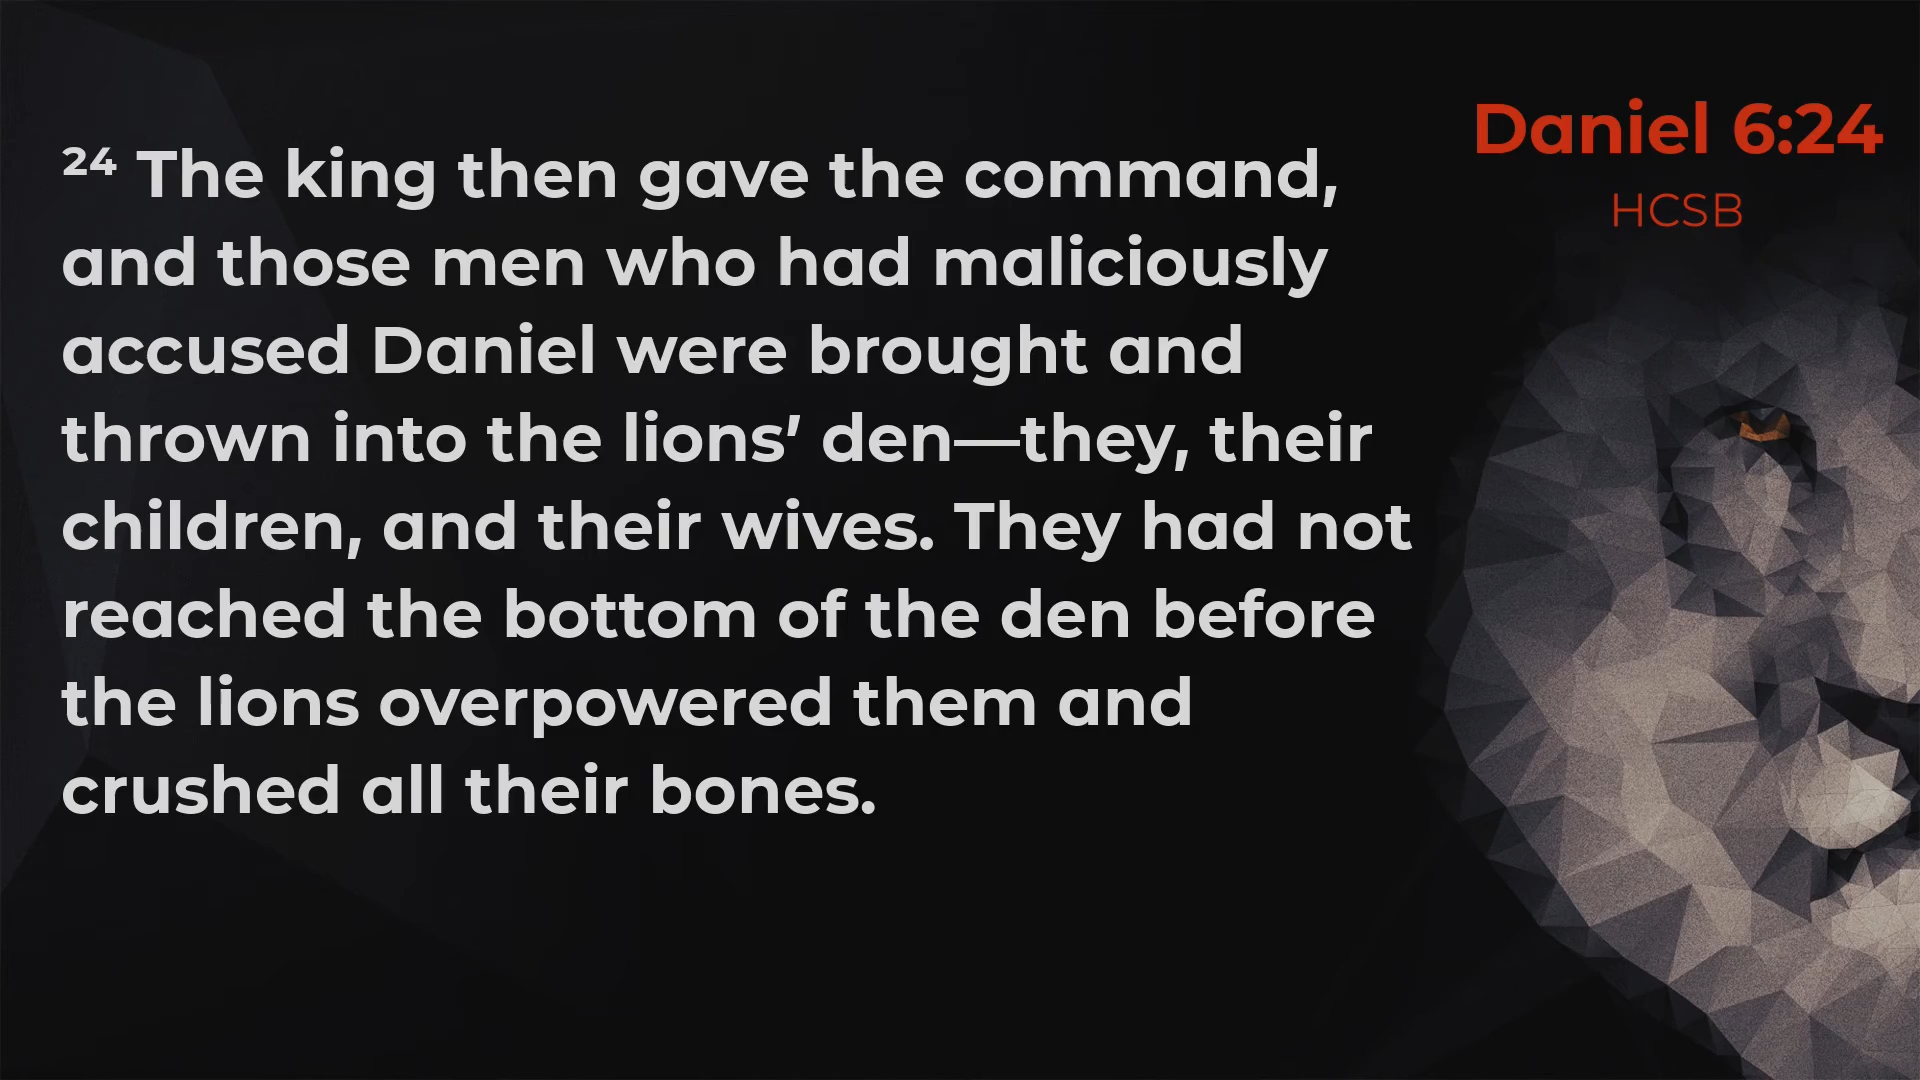 Daniel 6:24
HCSB
²⁴ The king then gave the command,
and those men who had maliciously
accused Daniel were brought and
thrown into the lions’ den—they, their
children, and their wives. They had not
reached the bottom of the den before
the lions overpowered them and
crushed all their bones.